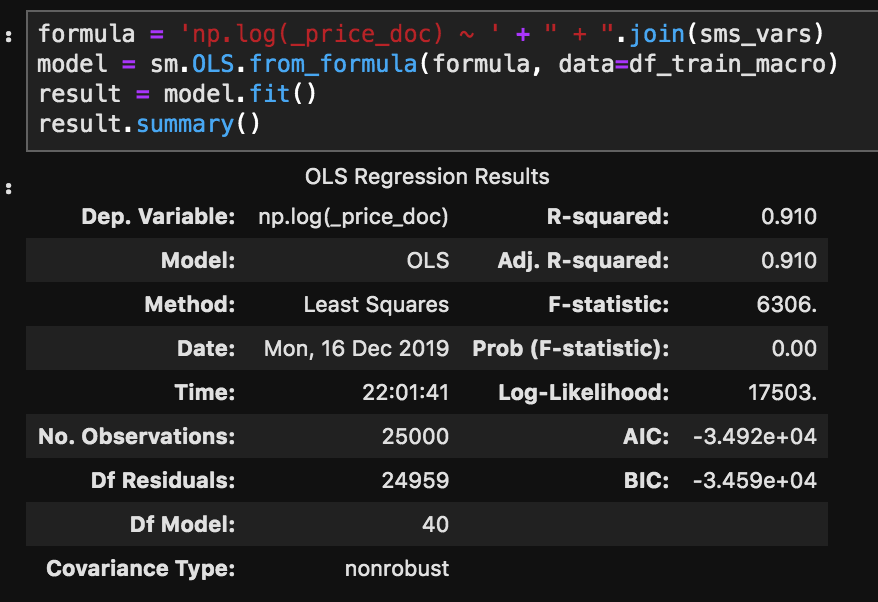 formula = 'np.log(_price_doc) ~ ' + " + ".join(sms_vars)
model = sm.OLS.from_formula(formula, data=df_train_macro)
result = model.fit()
result.summary()
OLS Regression Results
Dep. Variable: np.log(_price_doc) R-squared: 0.910
Model: OLS Adj. R-squared: 0.910
Method: Least Squares F-statistic: 6306.
Date: Mon, 16 Dec 2019 Prob (F-statistic): 0.00
Time: 22:01:41 Log-Likelihood: 17503.
No. Observations: 25000 AIC: -3.492e+04
Df Residuals: 24959 BIC: -3.459e+04
Df Model: 40
Covariance Type: nonrobust